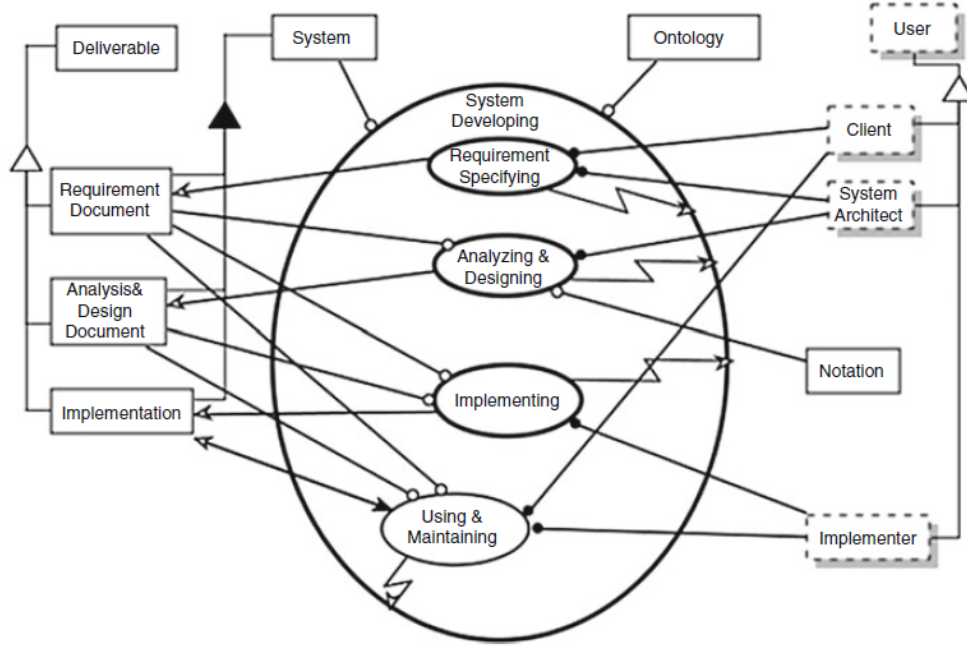 Deliverable
System
Ontology
User
System
Developing
Client
Requirement
Specifying
Requirement
Document
System
Architect
Analyzing &
Designing
Analysis&
Design
Document
Notation
Implementation
Implementing
Using &
Maintaining
Implementer